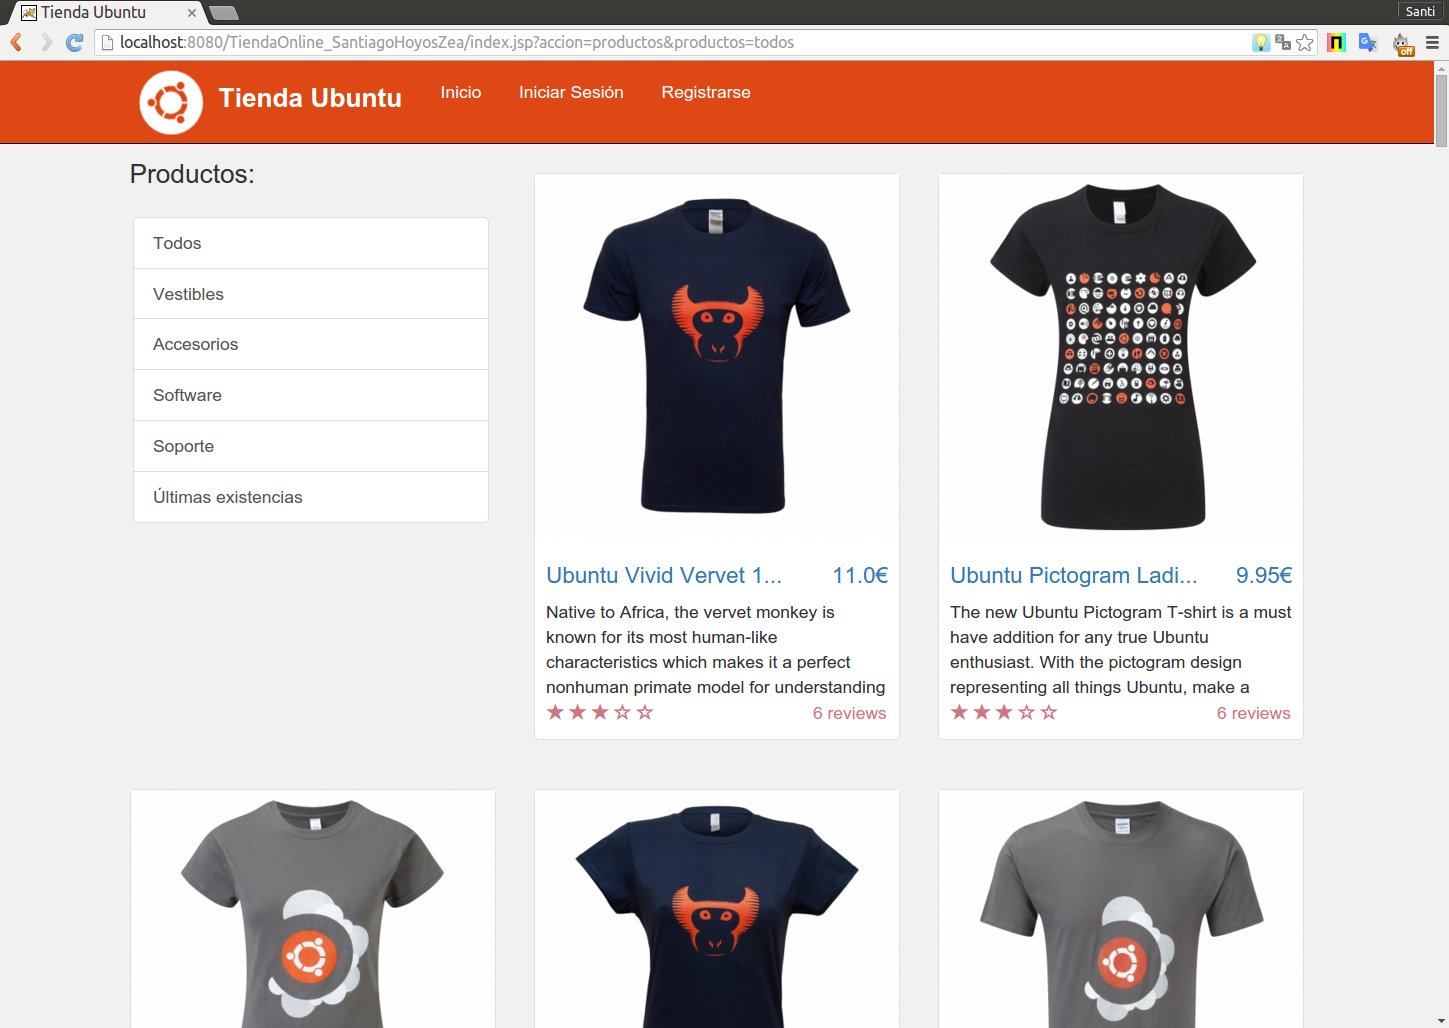 Tienda Ubuntu
Santi
localhost:8080/TiendaOnline_SantiagoHoyosZea/index.jsp?accion=productos&productos=todos
off
Tienda Ubuntu
Inicio
Iniciar Sesión
Registrarse
Productos:
Todos
Vestibles
Accesorios
Software
Soporte
Últimas existencias
Ubuntu Vivid Vervet 1... 11.0€
Native to Africa, the vervet monkey is
known for its most human-like
characteristics which makes it a perfect
nonhuman primate model for understanding
6 reviews
Ubuntu Pictogram Ladi... 9.95€
The new Ubuntu Pictogram T-shirt is a must
have addition for any true Ubuntu
enthusiast. With the pictogram design
representing all things Ubuntu, make a
6 reviews